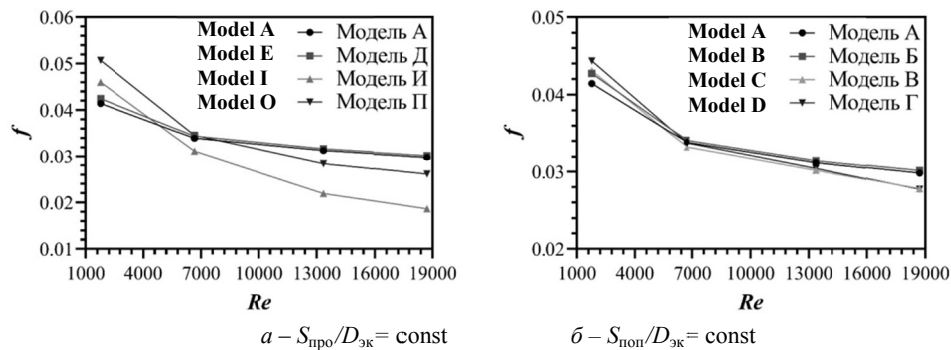 0.06
0.05
0.04
0.03
0.02
0.01
f
Model A Модель А
Model E Модель Д
Model I Модель И
Model O Модель П
1000 4000 7000 10000 13000 16000 19000
Re
а – Sпро/Dэк= const
0.05
0.04
0.03
0.02
f
Model A Модель А
Model B Модель Б
Model C Модель В
Model D Модель Г
1000 4000 7000 10000 13000 16000 19000
Re
б – Sпоп/Dэк= const